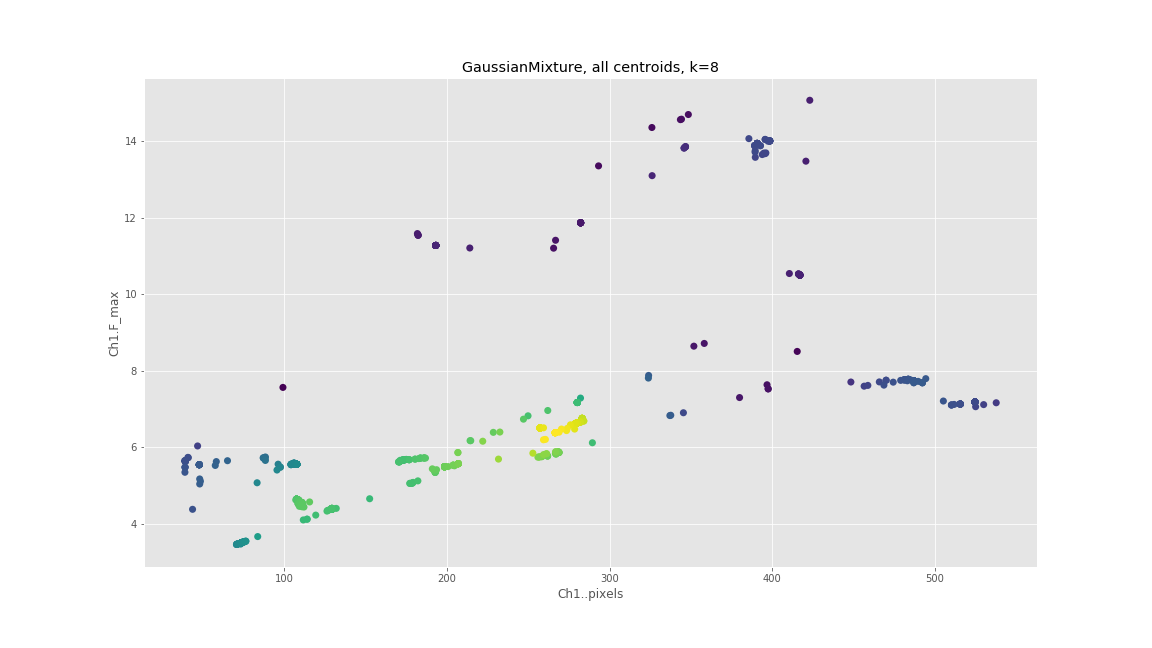 GaussianMixture, all centroids, k=8
14
12
10
8
6
4
Ch1.F_max
100 200 300 400 500
Ch1..pixels